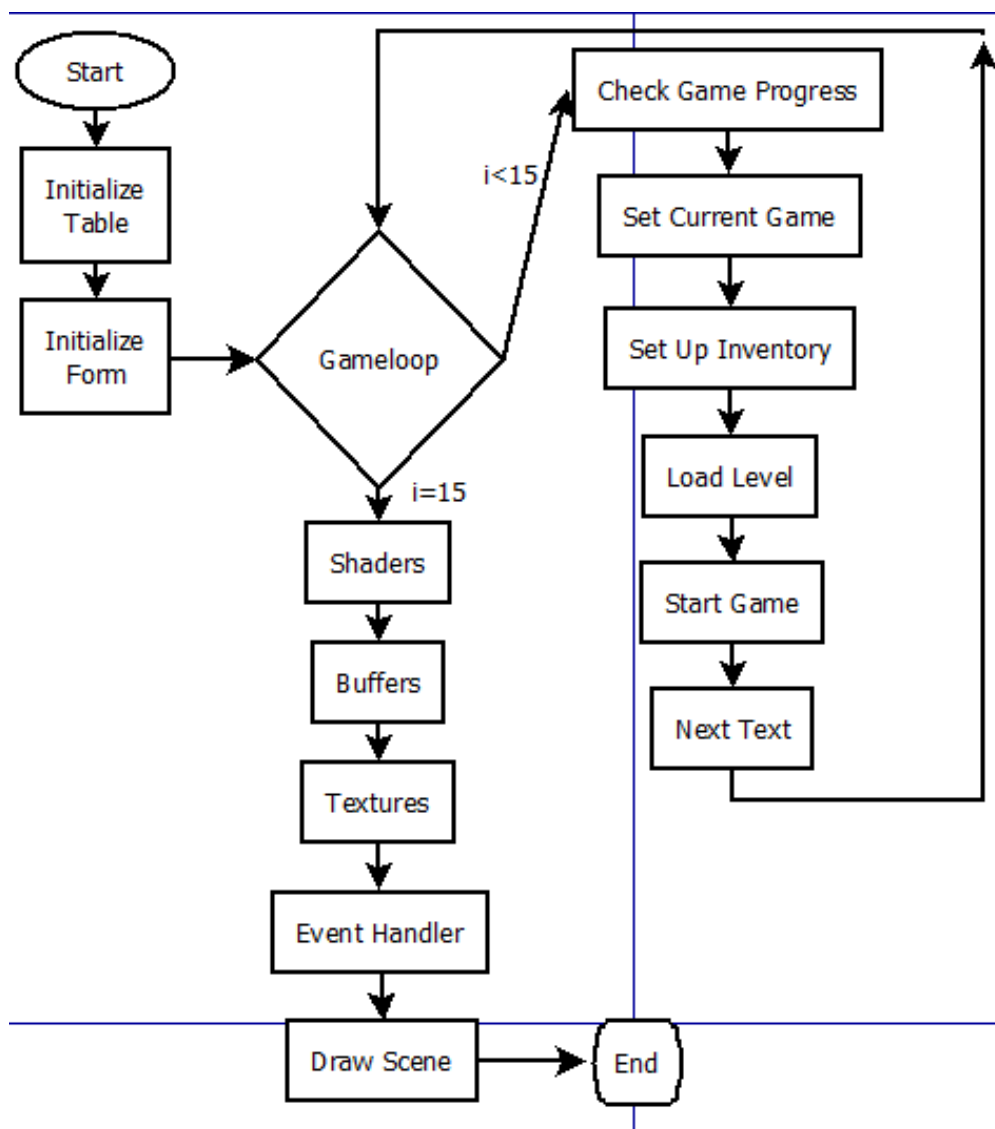 Start
Initialize
Table
Initialize
Form
Gameloop
i<15
Check Game Progress
Set Current Game
Set Up Inventory
Load Level
Start Game
Next Text
i=15
Shaders
Buffers
Textures
Event Handler
Draw Scene
End